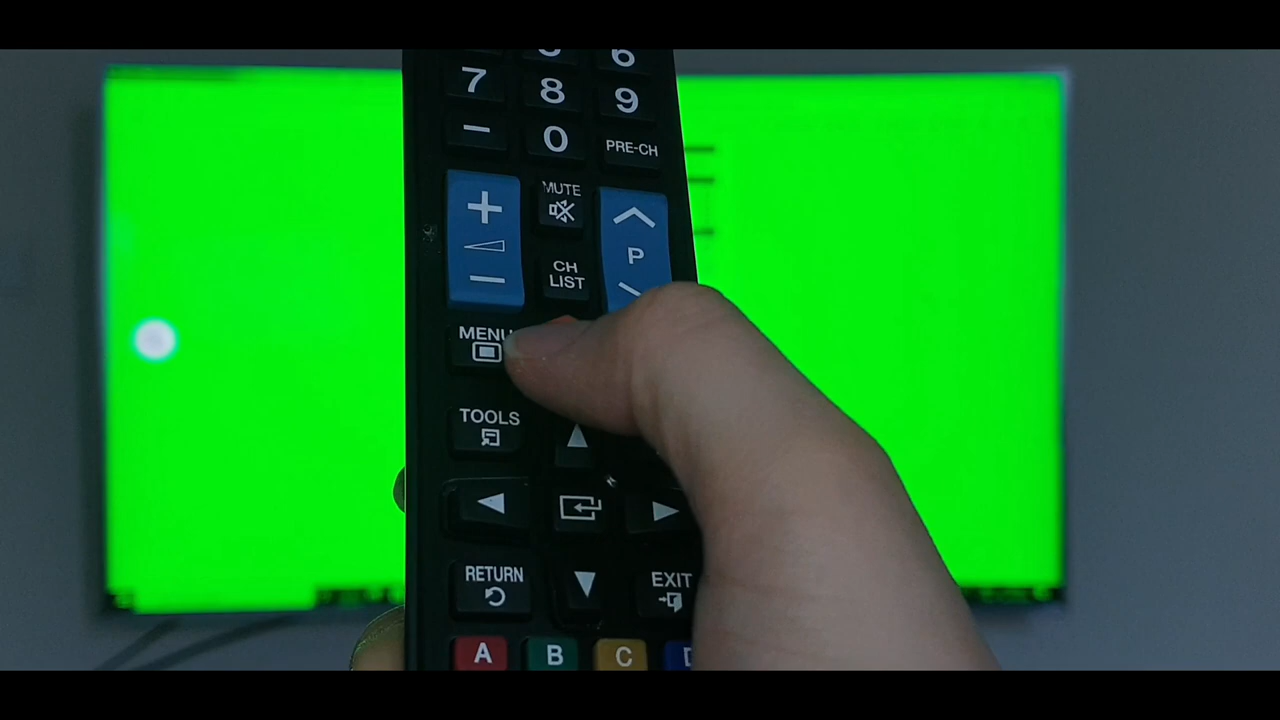 6
7 8 9
− 0 PRE-CH
MUTE
+
P
CH
LIST
−
MENU
TOOLS
RETURN
EXIT
A B C